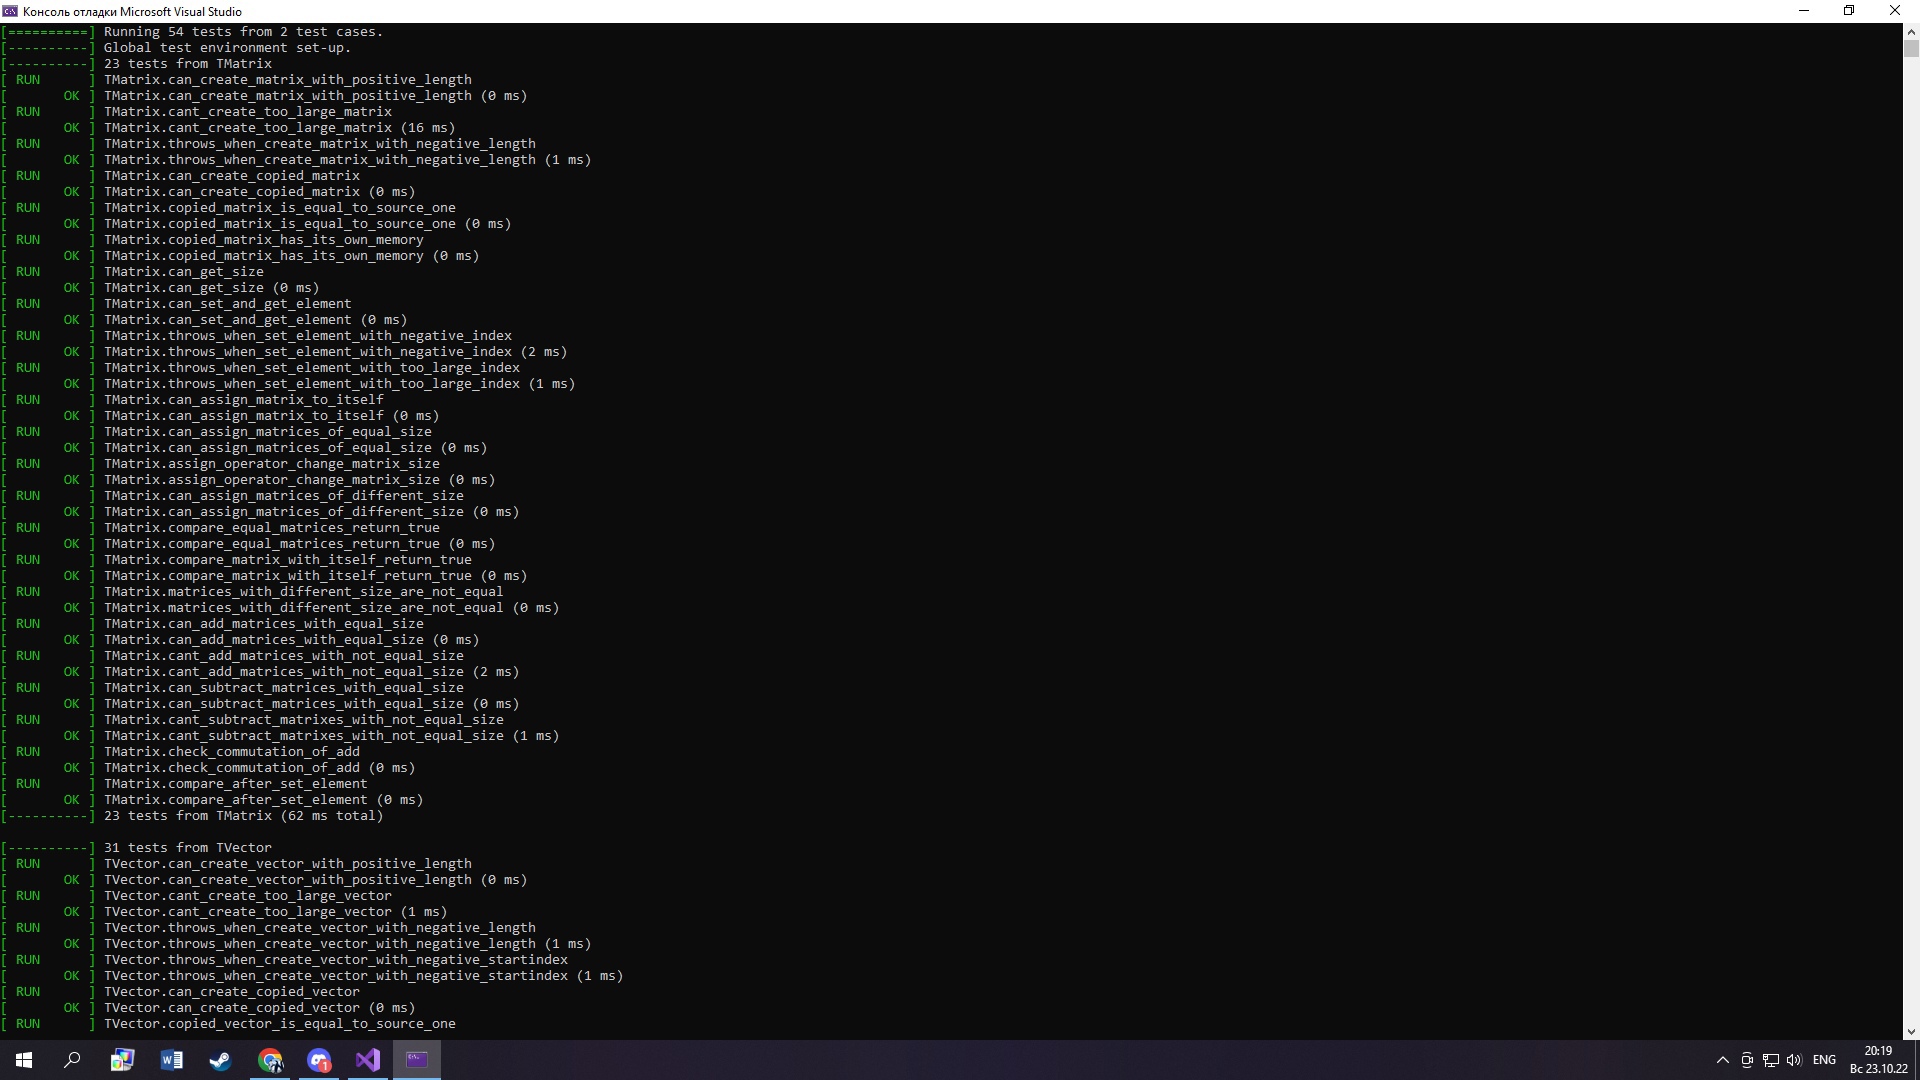 Консоль отладки Microsoft Visual Studio
[==========] Running 54 tests from 2 test cases.
[----------] Global test environment set-up.
[----------] 23 tests from TMatrix
[ RUN      ] TMatrix.can_create_matrix_with_positive_length
[       OK ] TMatrix.can_create_matrix_with_positive_length (0 ms)
[ RUN      ] TMatrix.cant_create_too_large_matrix
[       OK ] TMatrix.cant_create_too_large_matrix (16 ms)
[ RUN      ] TMatrix.throws_when_create_matrix_with_negative_length
[       OK ] TMatrix.throws_when_create_matrix_with_negative_length (1 ms)
[ RUN      ] TMatrix.can_create_copied_matrix
[       OK ] TMatrix.can_create_copied_matrix (0 ms)
[ RUN      ] TMatrix.copied_matrix_is_equal_to_source_one
[       OK ] TMatrix.copied_matrix_is_equal_to_source_one (0 ms)
[ RUN      ] TMatrix.copied_matrix_has_its_own_memory
[       OK ] TMatrix.copied_matrix_has_its_own_memory (0 ms)
[ RUN      ] TMatrix.can_get_size
[       OK ] TMatrix.can_get_size (0 ms)
[ RUN      ] TMatrix.can_set_and_get_element
[       OK ] TMatrix.can_set_and_get_element (0 ms)
[ RUN      ] TMatrix.throws_when_set_element_with_negative_index
[       OK ] TMatrix.throws_when_set_element_with_negative_index (2 ms)
[ RUN      ] TMatrix.throws_when_set_element_with_too_large_index
[       OK ] TMatrix.throws_when_set_element_with_too_large_index (1 ms)
[ RUN      ] TMatrix.can_assign_matrix_to_itself
[       OK ] TMatrix.can_assign_matrix_to_itself (0 ms)
[ RUN      ] TMatrix.can_assign_matrices_of_equal_size
[       OK ] TMatrix.can_assign_matrices_of_equal_size (0 ms)
[ RUN      ] TMatrix.assign_operator_change_matrix_size
[       OK ] TMatrix.assign_operator_change_matrix_size (0 ms)
[ RUN      ] TMatrix.can_assign_matrices_of_different_size
[       OK ] TMatrix.can_assign_matrices_of_different_size (0 ms)
[ RUN      ] TMatrix.compare_equal_matrices_return_true
[       OK ] TMatrix.compare_equal_matrices_return_true (0 ms)
[ RUN      ] TMatrix.compare_matrix_with_itself_return_true
[       OK ] TMatrix.compare_matrix_with_itself_return_true (0 ms)
[ RUN      ] TMatrix.matrices_with_different_size_are_not_equal
[       OK ] TMatrix.matrices_with_different_size_are_not_equal (0 ms)
[ RUN      ] TMatrix.can_add_matrices_with_equal_size
[       OK ] TMatrix.can_add_matrices_with_equal_size (0 ms)
[ RUN      ] TMatrix.cant_add_matrices_with_not_equal_size
[       OK ] TMatrix.cant_add_matrices_with_not_equal_size (2 ms)
[ RUN      ] TMatrix.can_subtract_matrices_with_equal_size
[       OK ] TMatrix.can_subtract_matrices_with_equal_size (0 ms)
[ RUN      ] TMatrix.cant_subtract_matrixes_with_not_equal_size
[       OK ] TMatrix.cant_subtract_matrixes_with_not_equal_size (1 ms)
[ RUN      ] TMatrix.check_commutation_of_add
[       OK ] TMatrix.check_commutation_of_add (0 ms)
[ RUN      ] TMatrix.compare_after_set_element
[       OK ] TMatrix.compare_after_set_element (0 ms)
[----------] 23 tests from TMatrix (62 ms total)
[----------] 31 tests from TVector
[ RUN      ] TVector.can_create_vector_with_positive_length
[       OK ] TVector.can_create_vector_with_positive_length (0 ms)
[ RUN      ] TVector.cant_create_too_large_vector
[       OK ] TVector.cant_create_too_large_vector (1 ms)
[ RUN      ] TVector.throws_when_create_vector_with_negative_length
[       OK ] TVector.throws_when_create_vector_with_negative_length (1 ms)
[ RUN      ] TVector.throws_when_create_vector_with_negative_startindex
[       OK ] TVector.throws_when_create_vector_with_negative_startindex (1 ms)
[ RUN      ] TVector.can_create_copied_vector
[       OK ] TVector.can_create_copied_vector (0 ms)
[ RUN      ] TVector.copied_vector_is_equal_to_source_one
ENG
20:19
Вс 23.10.22